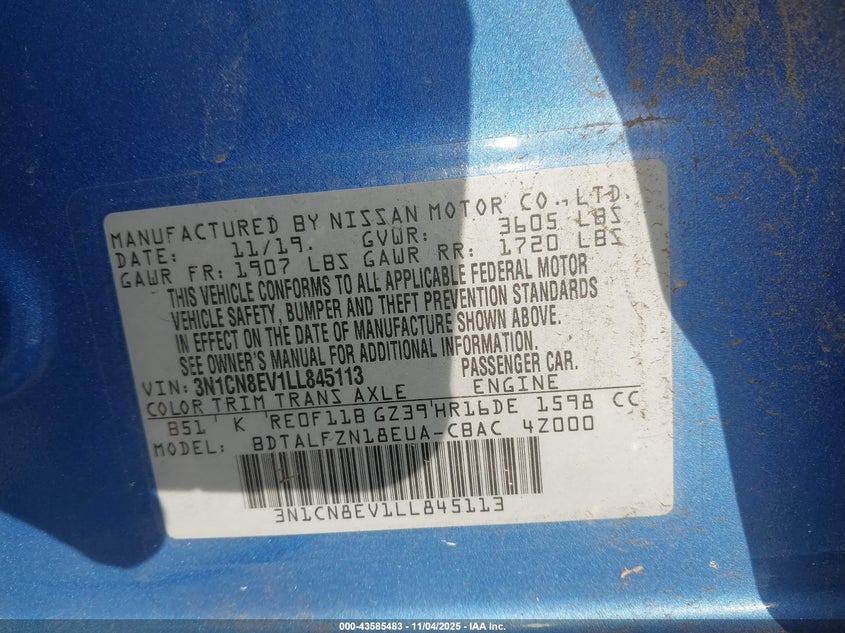 MANUFACTURED BY NISSAN MOTOR CO., LTD.
DATE: 11/19. GVWR: 3605 LBS
GAWR FR: 1907 LBS GAWR RR: 1720 LBS
THIS VEHICLE CONFORMS TO ALL APPLICABLE FEDERAL MOTOR
VEHICLE SAFETY, BUMPER AND THEFT PREVENTION STANDARDS
IN EFFECT ON THE DATE OF MANUFACTURE SHOWN ABOVE.
SEE OWNER'S MANUAL FOR ADDITIONAL INFORMATION.
VIN: 3N1CN8EV1LL845113 PASSENGER CAR.
COLOR TRIM TRANS AXLE ENGINE
B51 K RE0F11B GZ39 HR16DE 1598 CC
MODEL: BDTALFZN18EUA-CBAC 4Z000
3N1CN8EV1LL845113
000-43585483 - 11/04/2025 - IAA Inc.